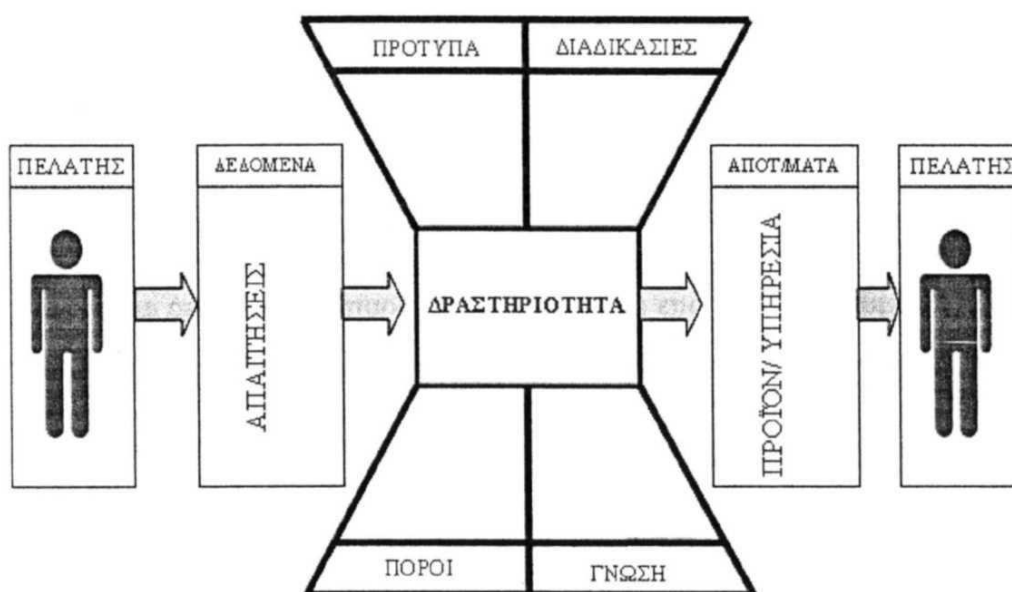 ΠΡΟΤΥΠΑ
ΔΙΑΔΙΚΑΣΙΕΣ
ΠΕΛΑΤΗΣ
ΔΕΔΟΜΕΝΑ
ΑΠΟΤ/ΜΑΤΑ
ΠΕΛΑΤΗΣ
ΑΠΑΙΤΗΣΕΙΣ
ΔΡΑΣΤΗΡΙΟΤΗΤΑ
ΠΡΟΪΟΝ/ ΥΠΗΡΕΣΙΑ
ΠΟΡΟΙ
ΓΝΩΣΗ